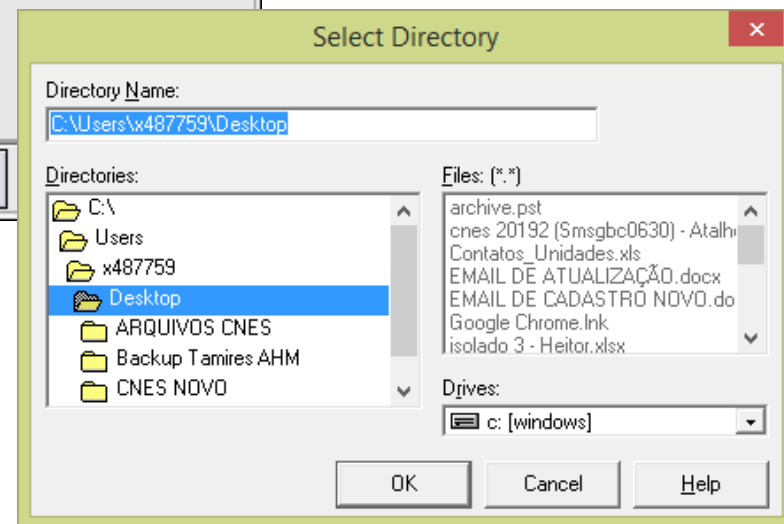 Select Directory
Directory Name:
C:\Users\x487759\Desktop
Directories:
C:\
Users
x487759
Desktop
ARQUIVOS CNES
Backup Tamires AHM
CNES NOVO
Files: (*.*)
archive.pst
cnes 20192 (Smsgbc0630) - Atalh
Contatos_Unidades.xls
EMAIL DE ATUALIZAÇÃO.docx
EMAIL DE CADASTRO NOVO.do
Google Chrome.lnk
isolado 3 - Heitor.xlsx
Drives:
c: [windows]
OK
Cancel
Help